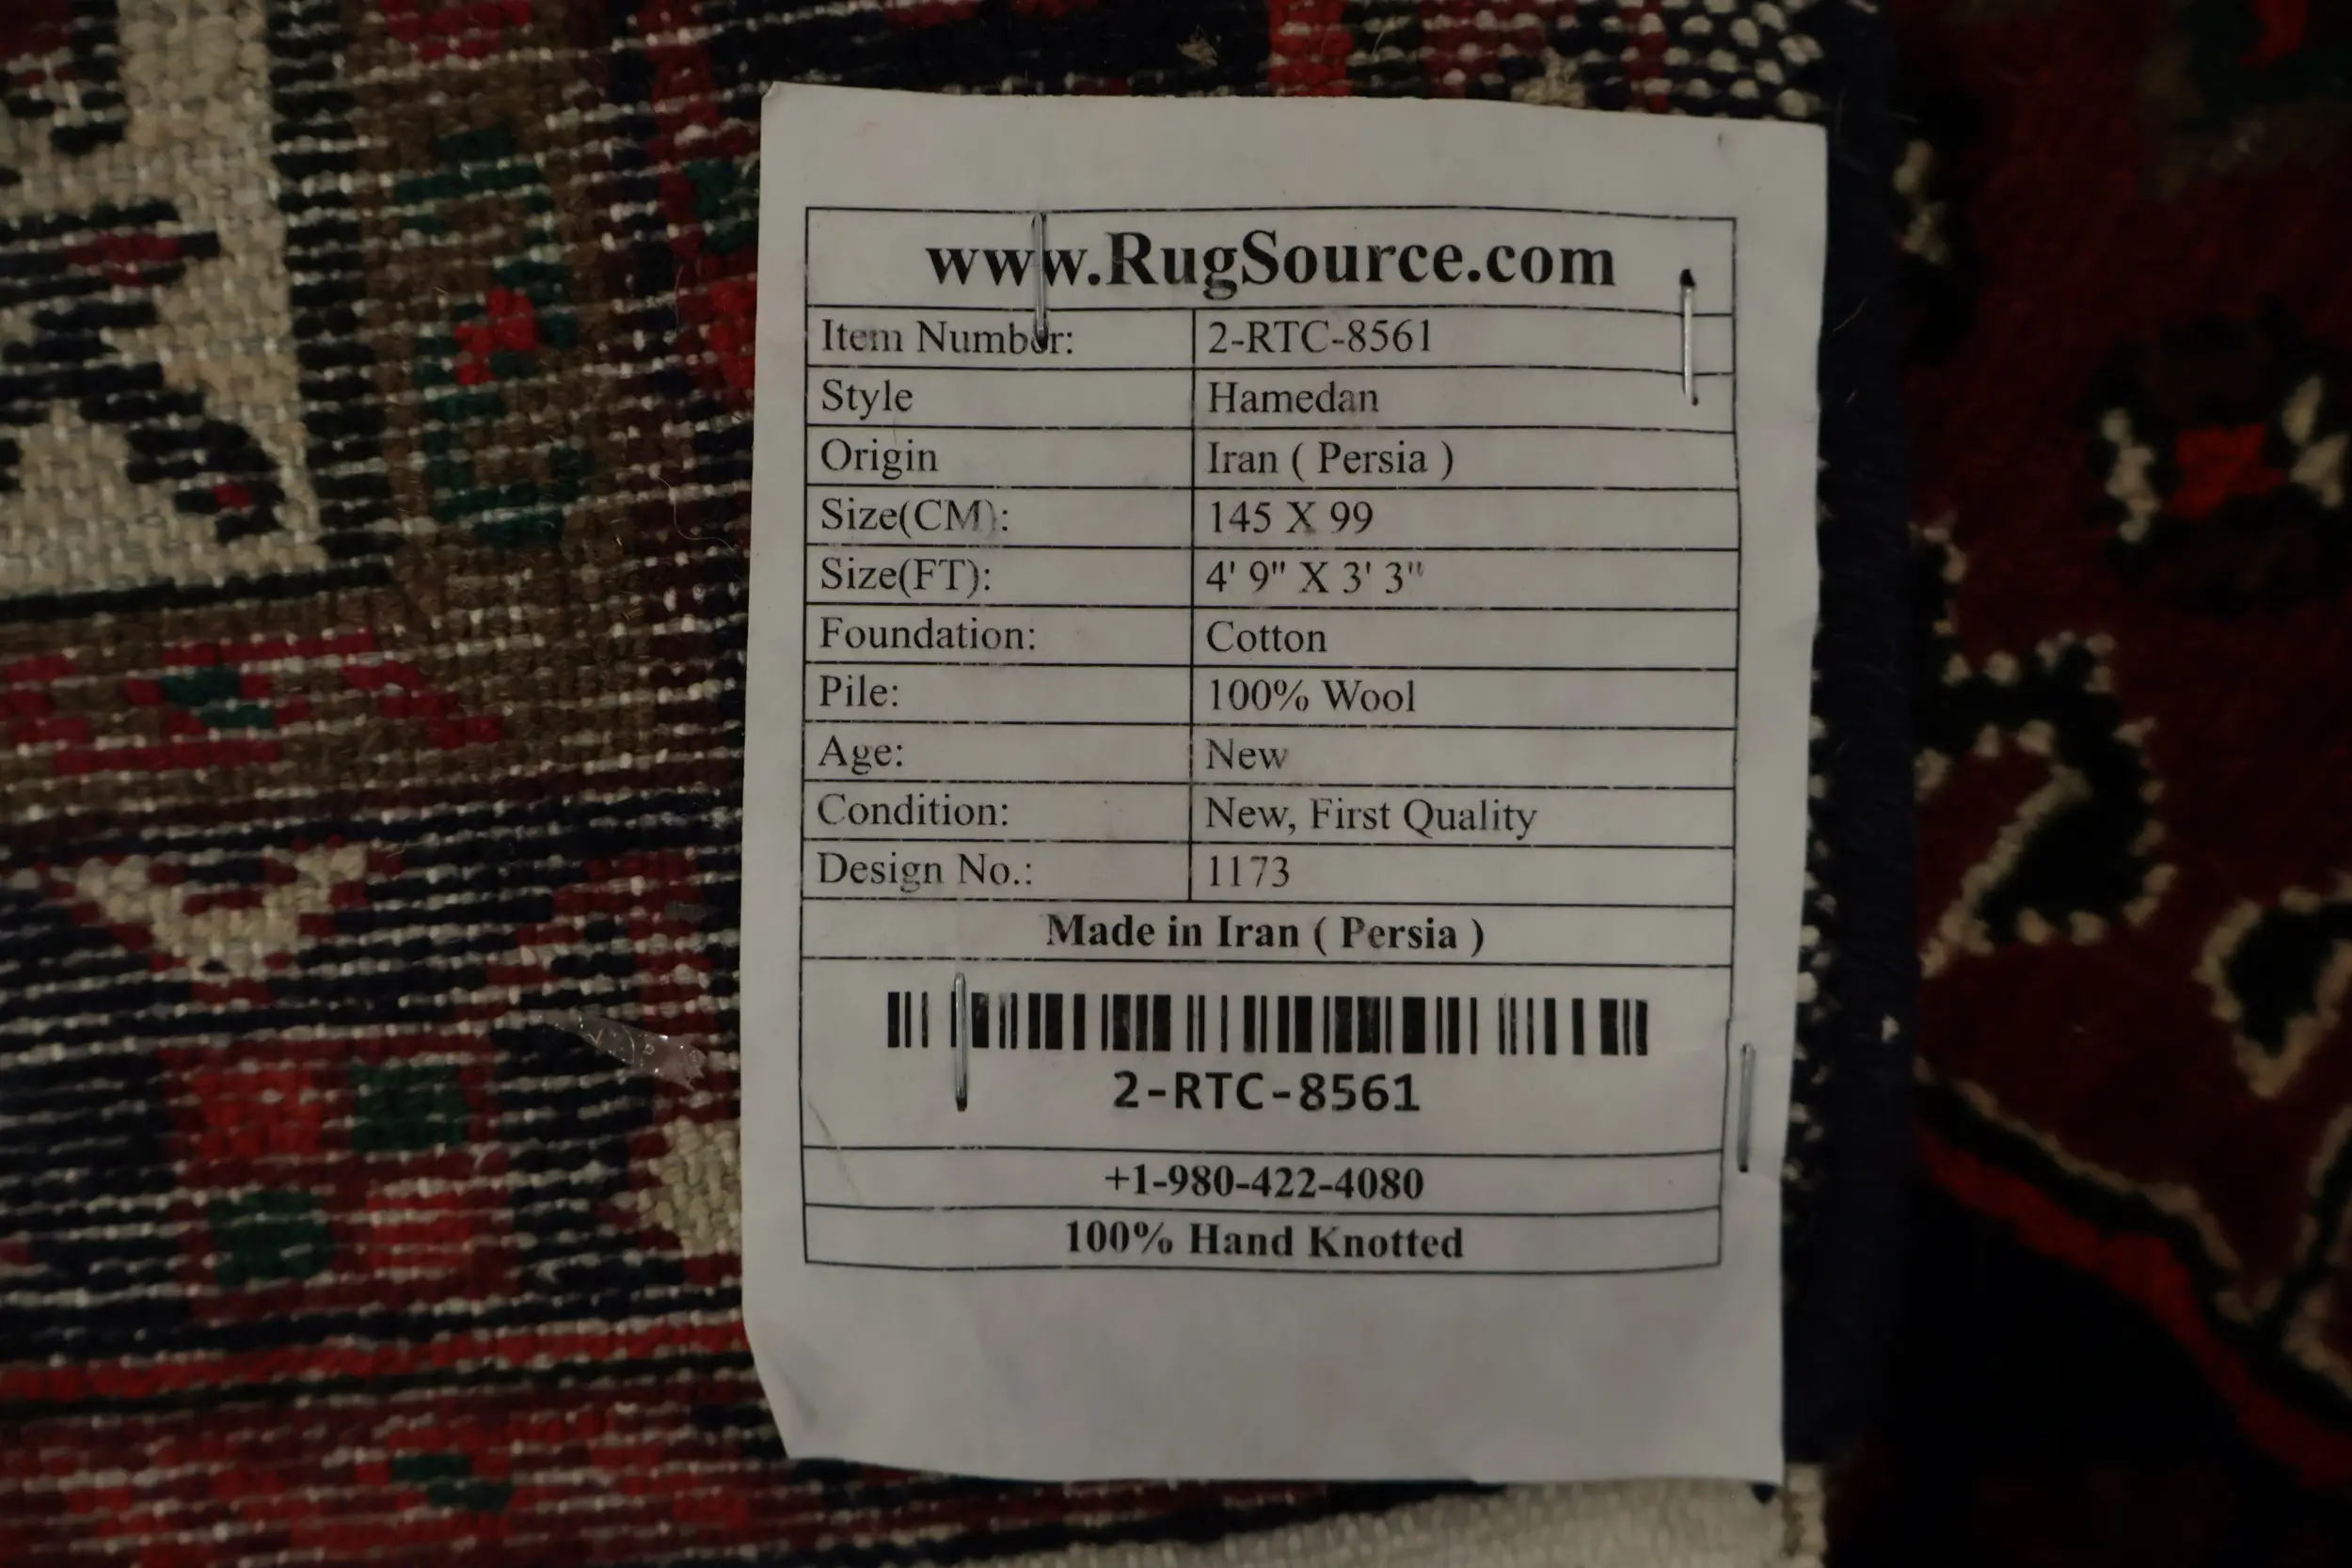 www.RugSource.com
Item Number: 2-RTC-8561
Style Hamedan
Origin Iran ( Persia )
Size(CM): 145 X 99
Size(FT): 4' 9" X 3' 3"
Foundation: Cotton
Pile: 100% Wool
Age: New
Condition: New, First Quality
Design No.: 1173
Made in Iran ( Persia )
2-RTC-8561
+1-980-422-4080
100% Hand Knotted